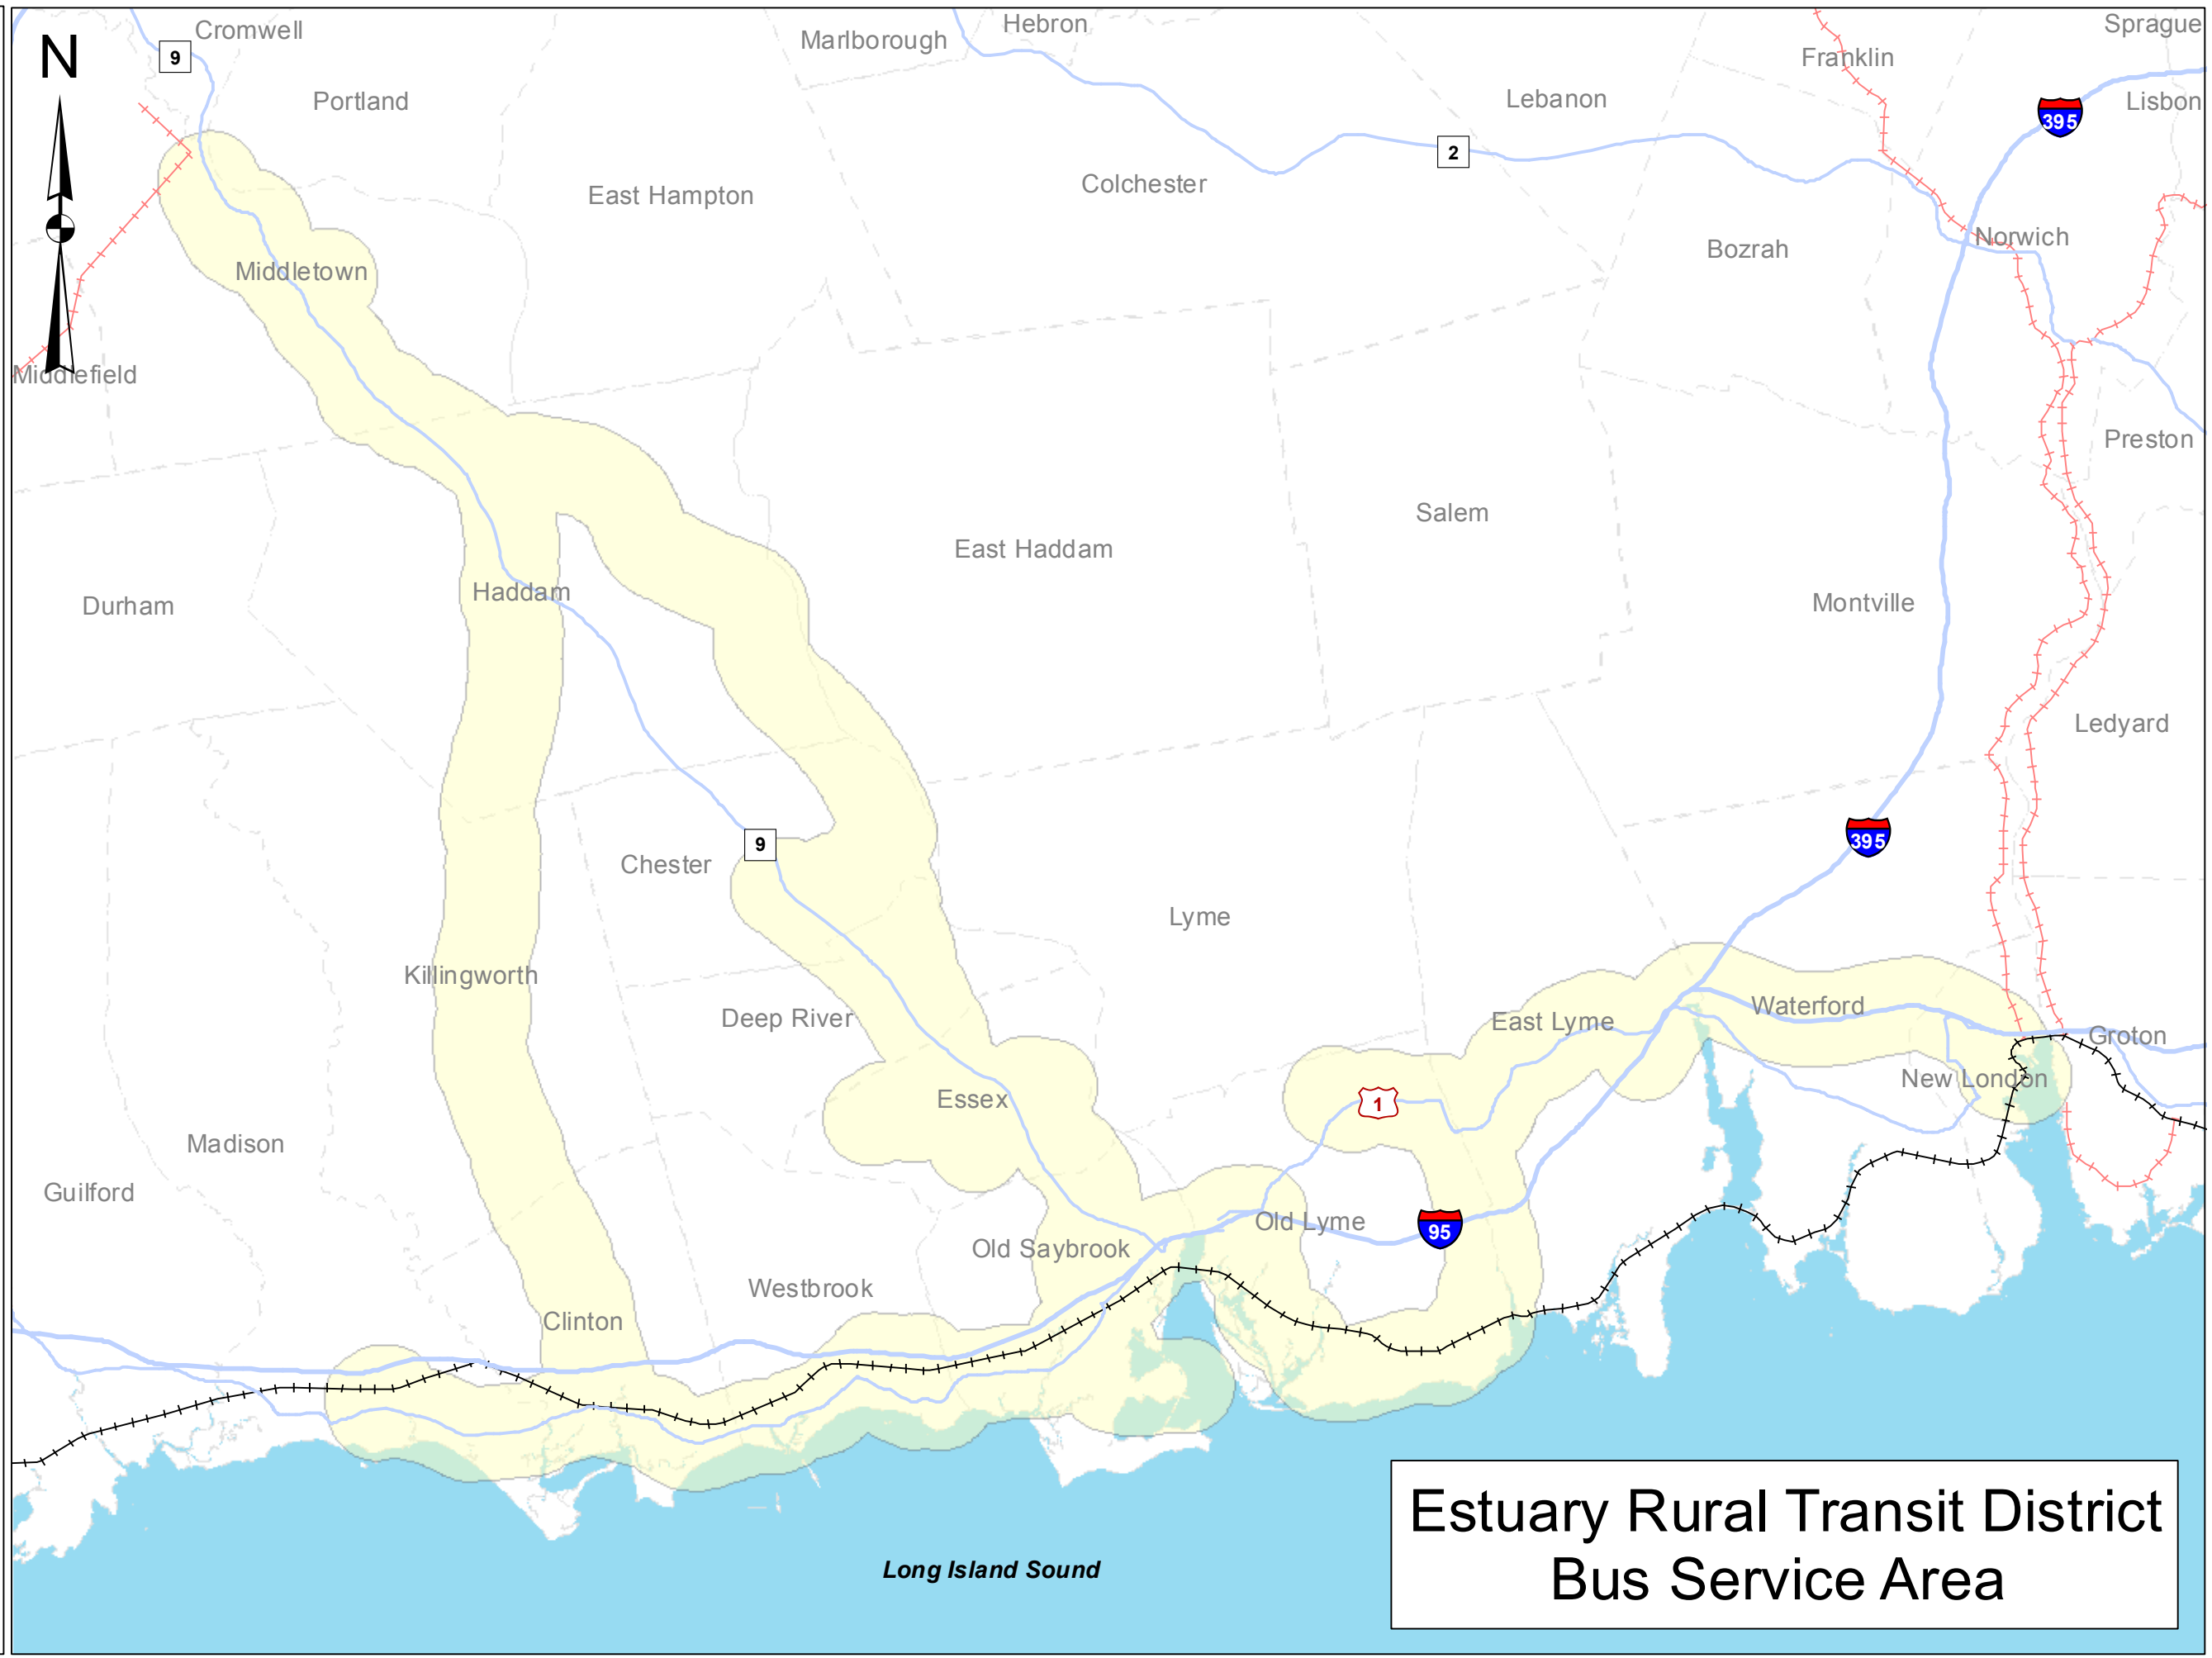 Cromwell
Hebron
Sprague
N
9
Marlborough
Franklin
Portland
Lebanon
Lisbon
395
2
East Hampton
Colchester
Norwich
Bozrah
Middletown
Middlefield
Preston
Salem
East Haddam
Haddam
Durham
Montville
Ledyard
395
9
Chester
Lyme
Killingworth
Deep River
East Lyme
Waterford
Groton
New London
Essex
1
Madison
Guilford
Old Lyme
95
Old Saybrook
Westbrook
Clinton
Long Island Sound
Estuary Rural Transit District
Bus Service Area